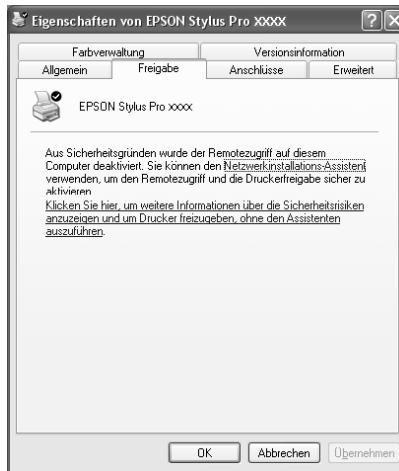 Eigenschaften von EPSON Stylus Pro XXXX
Farbverwaltung Versionsinformation
Allgemein Freigabe Anschlüsse Erweitert
EPSON Stylus Pro xxxx
Aus Sicherheitsgründen wurde der Remotezugriff auf diesem
Computer deaktiviert. Sie können den Netzwerkinstallations-Assistent
verwenden, um den Remotezugriff und die Druckerfreigabe sicher zu
aktivieren
Klicken Sie hier, um weitere Informationen über die Sicherheitsrisiken
anzuzeigen und um Drucker freizugeben, ohne den Assistenten
auszuführen.
OK Abbrechen Übernehmen